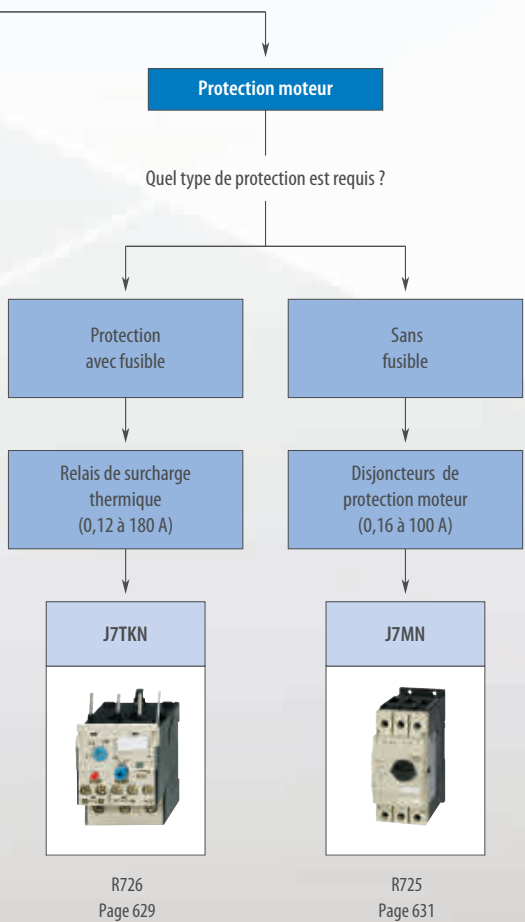 Protection moteur
Quel type de protection est requis ?
Protection
avec fusible
Sans
fusible
Relais de surcharge
thermique
(0,12 à 180 A)
Disjoncteurs de
protection moteur
(0,16 à 100 A)
J7TKN
J7MN
R726
Page 629
R725
Page 631